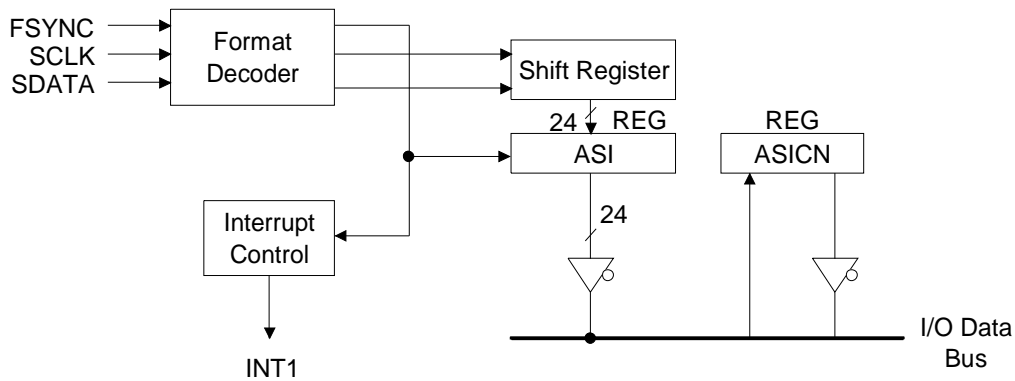 FSYNC
SCLK
SDATA
Format
Decoder
Shift Register
24
REG
ASI
REG
ASICN
24
Interrupt
Control
INT1
I/O Data
Bus